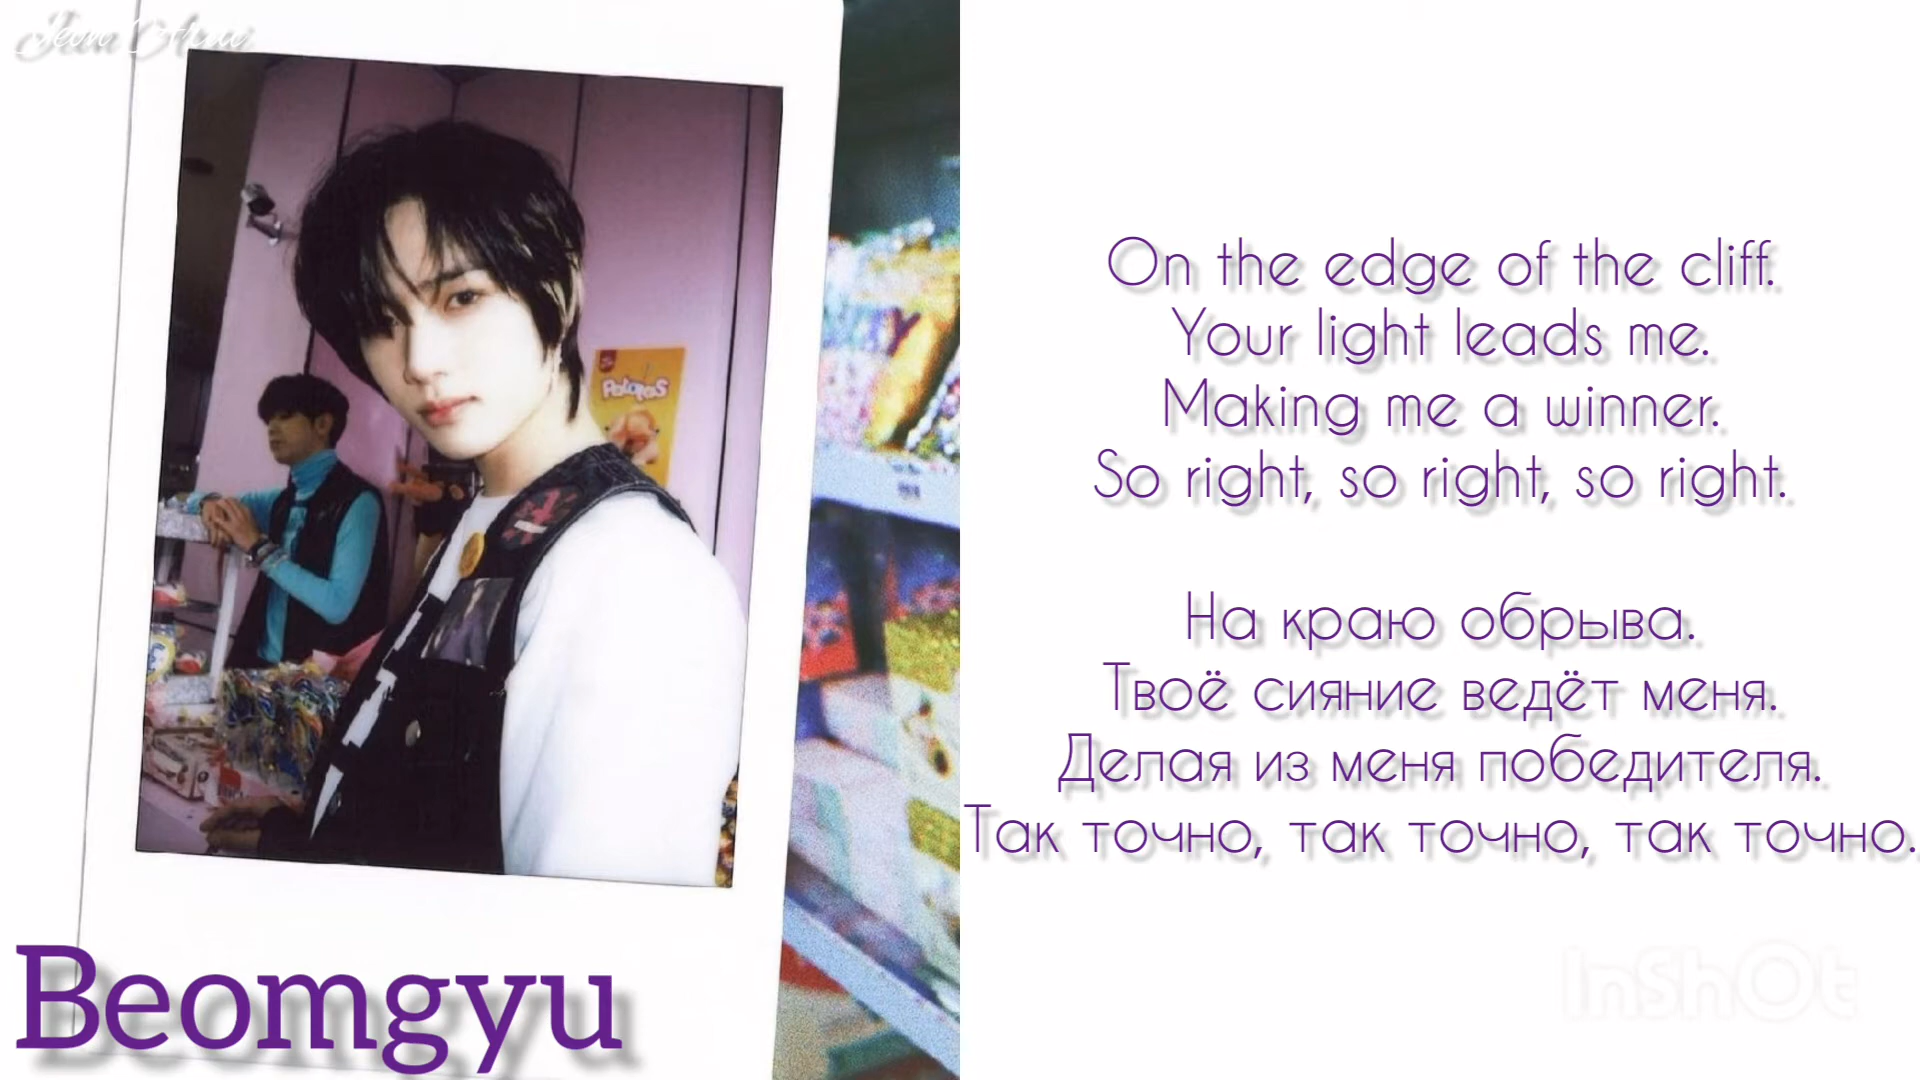 On the edge of the cliff.
Your light leads me.
Making me a winner.
So right, so right, so right.
На краю обрыва.
Твоё сияние ведёт меня.
Делая из меня победителя.
Так точно, так точно, так точно.
Beomgyu
InShOt